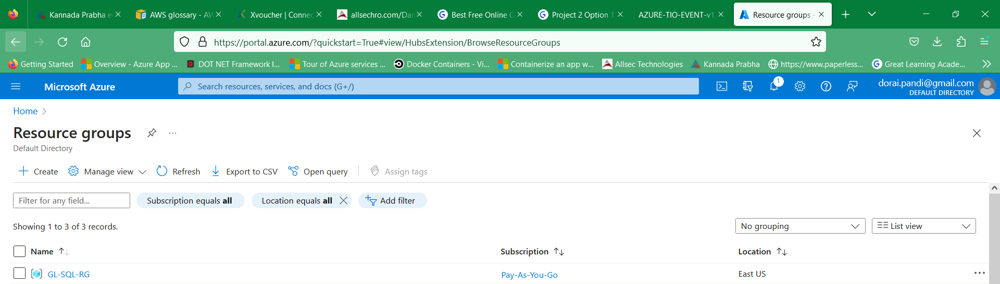 Kannada Prabha e
AWS glossary - AW
Xvoucher | Connec
allsechro.com/Dar
Best Free Online C
Project 2 Option 1
AZURE-TIO-EVENT-v1.
Resource groups -
https://portal.azure.com/?quickstart=True#view/HubsExtension/BrowseResourceGroups
Getting Started
Overview - Azure App ...
DOT NET Framework I...
Tour of Azure services ...
Docker Containers - Vi...
Containerize an app w...
Allsec Technologies
Kannada Prabha
https://www.paperless...
Great Learning Acade...
Microsoft Azure
Search resources, services, and docs (G+/)
1
dorai.pandi@gmail.com
DEFAULT DIRECTORY
Home
Resource groups
Default Directory
Create
Manage view
Refresh
Export to CSV
Open query
Assign tags
Filter for any field...
Subscription equals all
Location equals all
Add filter
Showing 1 to 3 of 3 records.
No grouping
List view
Name
Subscription
Location
GL-SQL-RG
Pay-As-You-Go
East US